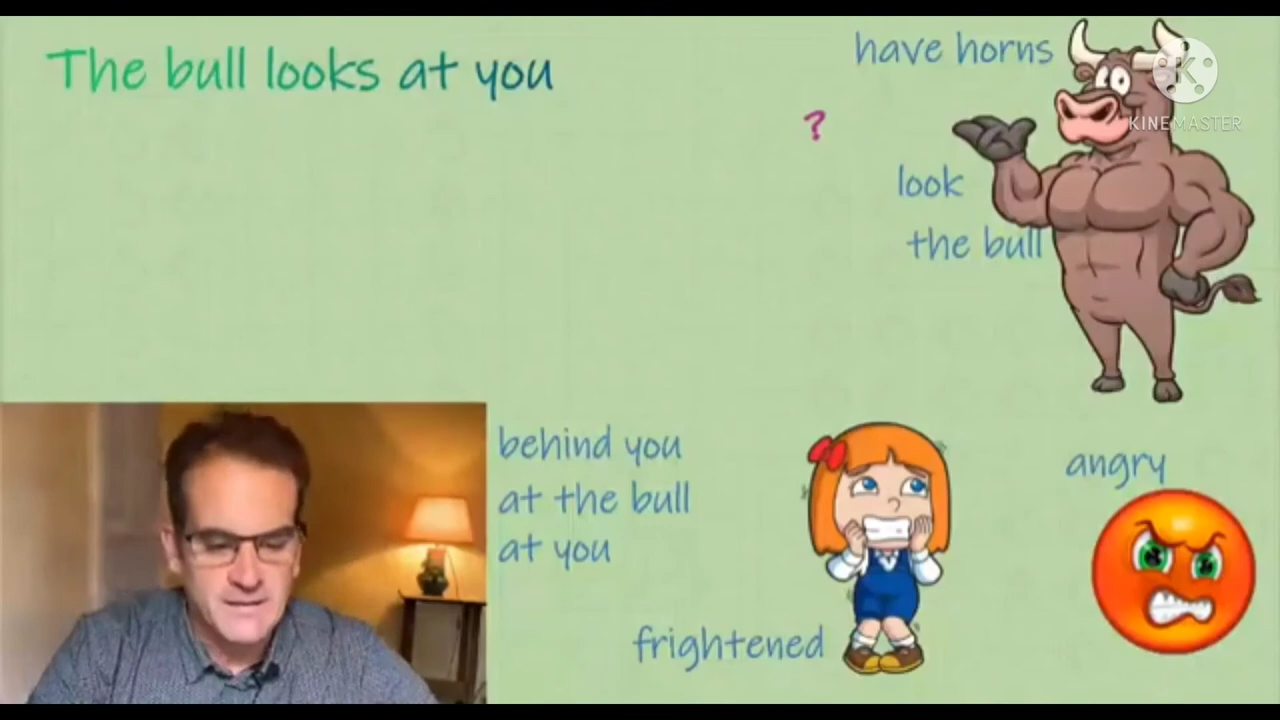 The bull looks at you
have horns
K
KINEMASTER
?
look
the bull
behind you
at the bull
at you
angry
frightened